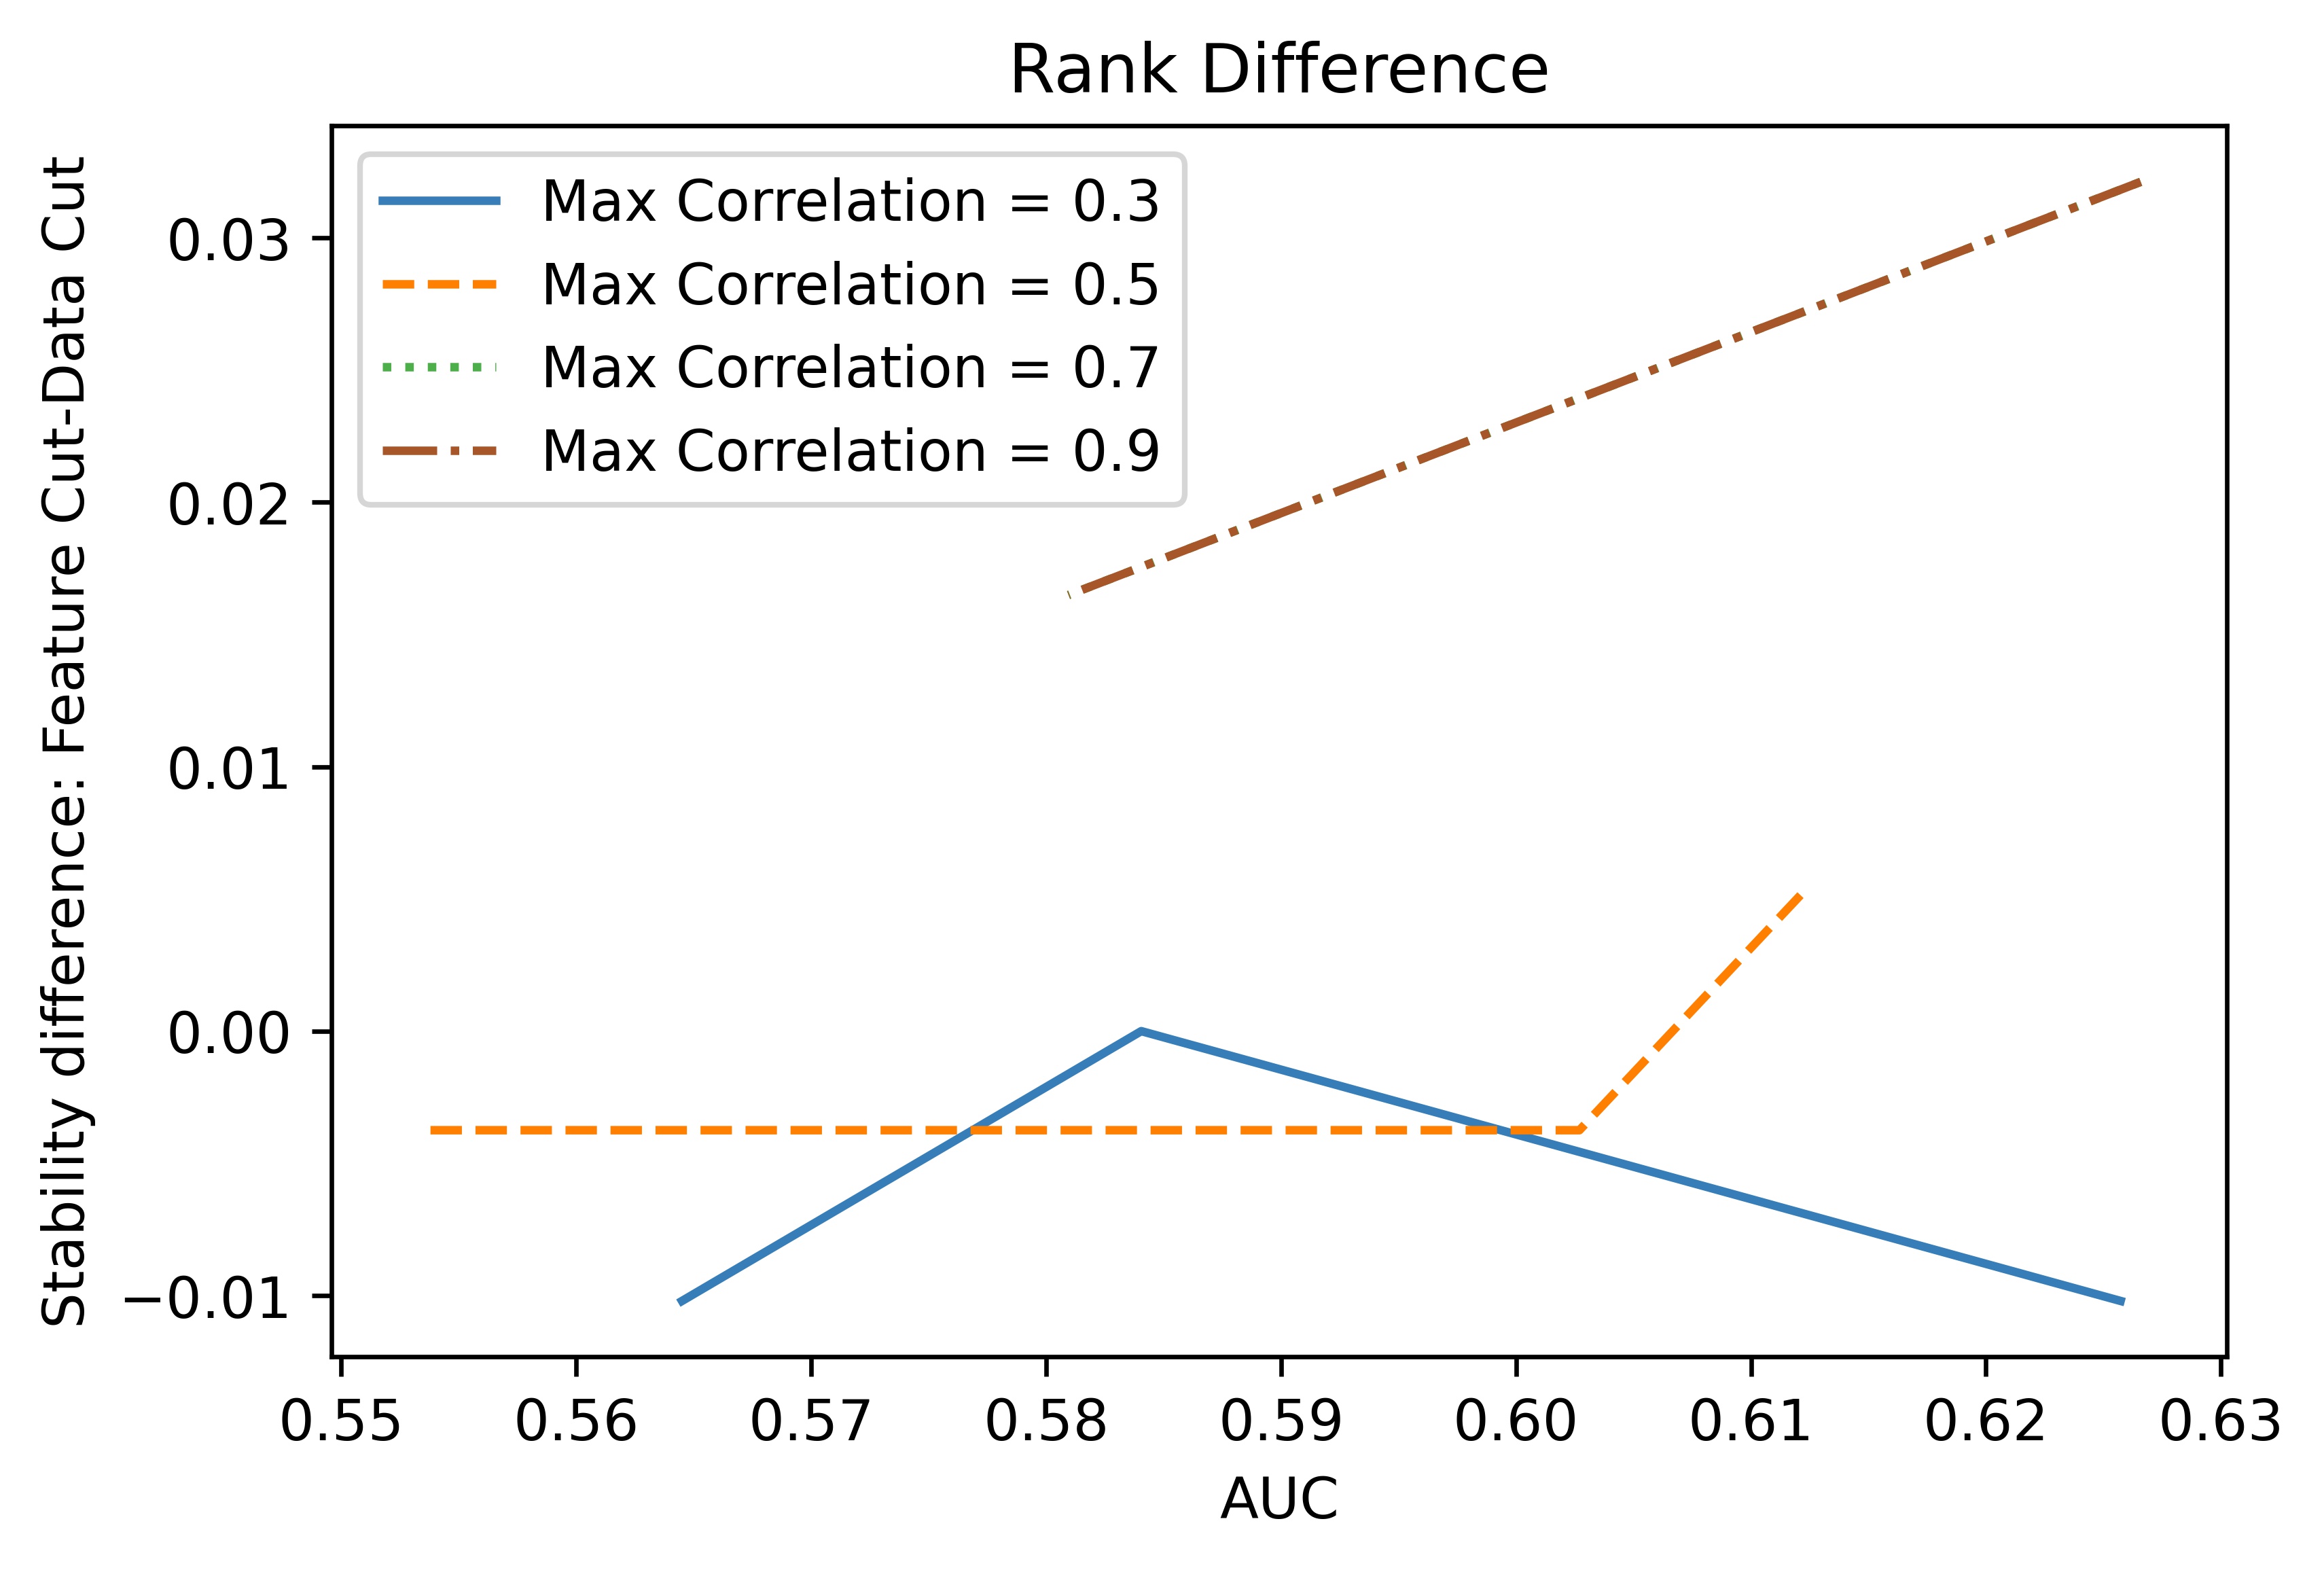 Rank Difference
Stability difference: Feature Cut-Data Cut
0.03
0.02
0.01
0.00
−0.01
Max Correlation = 0.3
Max Correlation = 0.5
Max Correlation = 0.7
Max Correlation = 0.9
0.55 0.56 0.57 0.58 0.59 0.60 0.61 0.62 0.63
AUC